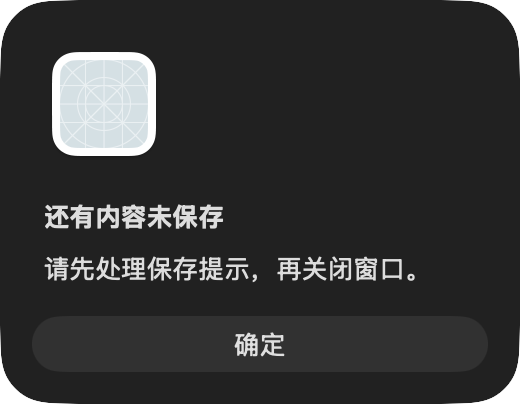 还有内容未保存
请先处理保存提示，再关闭窗口。
确定